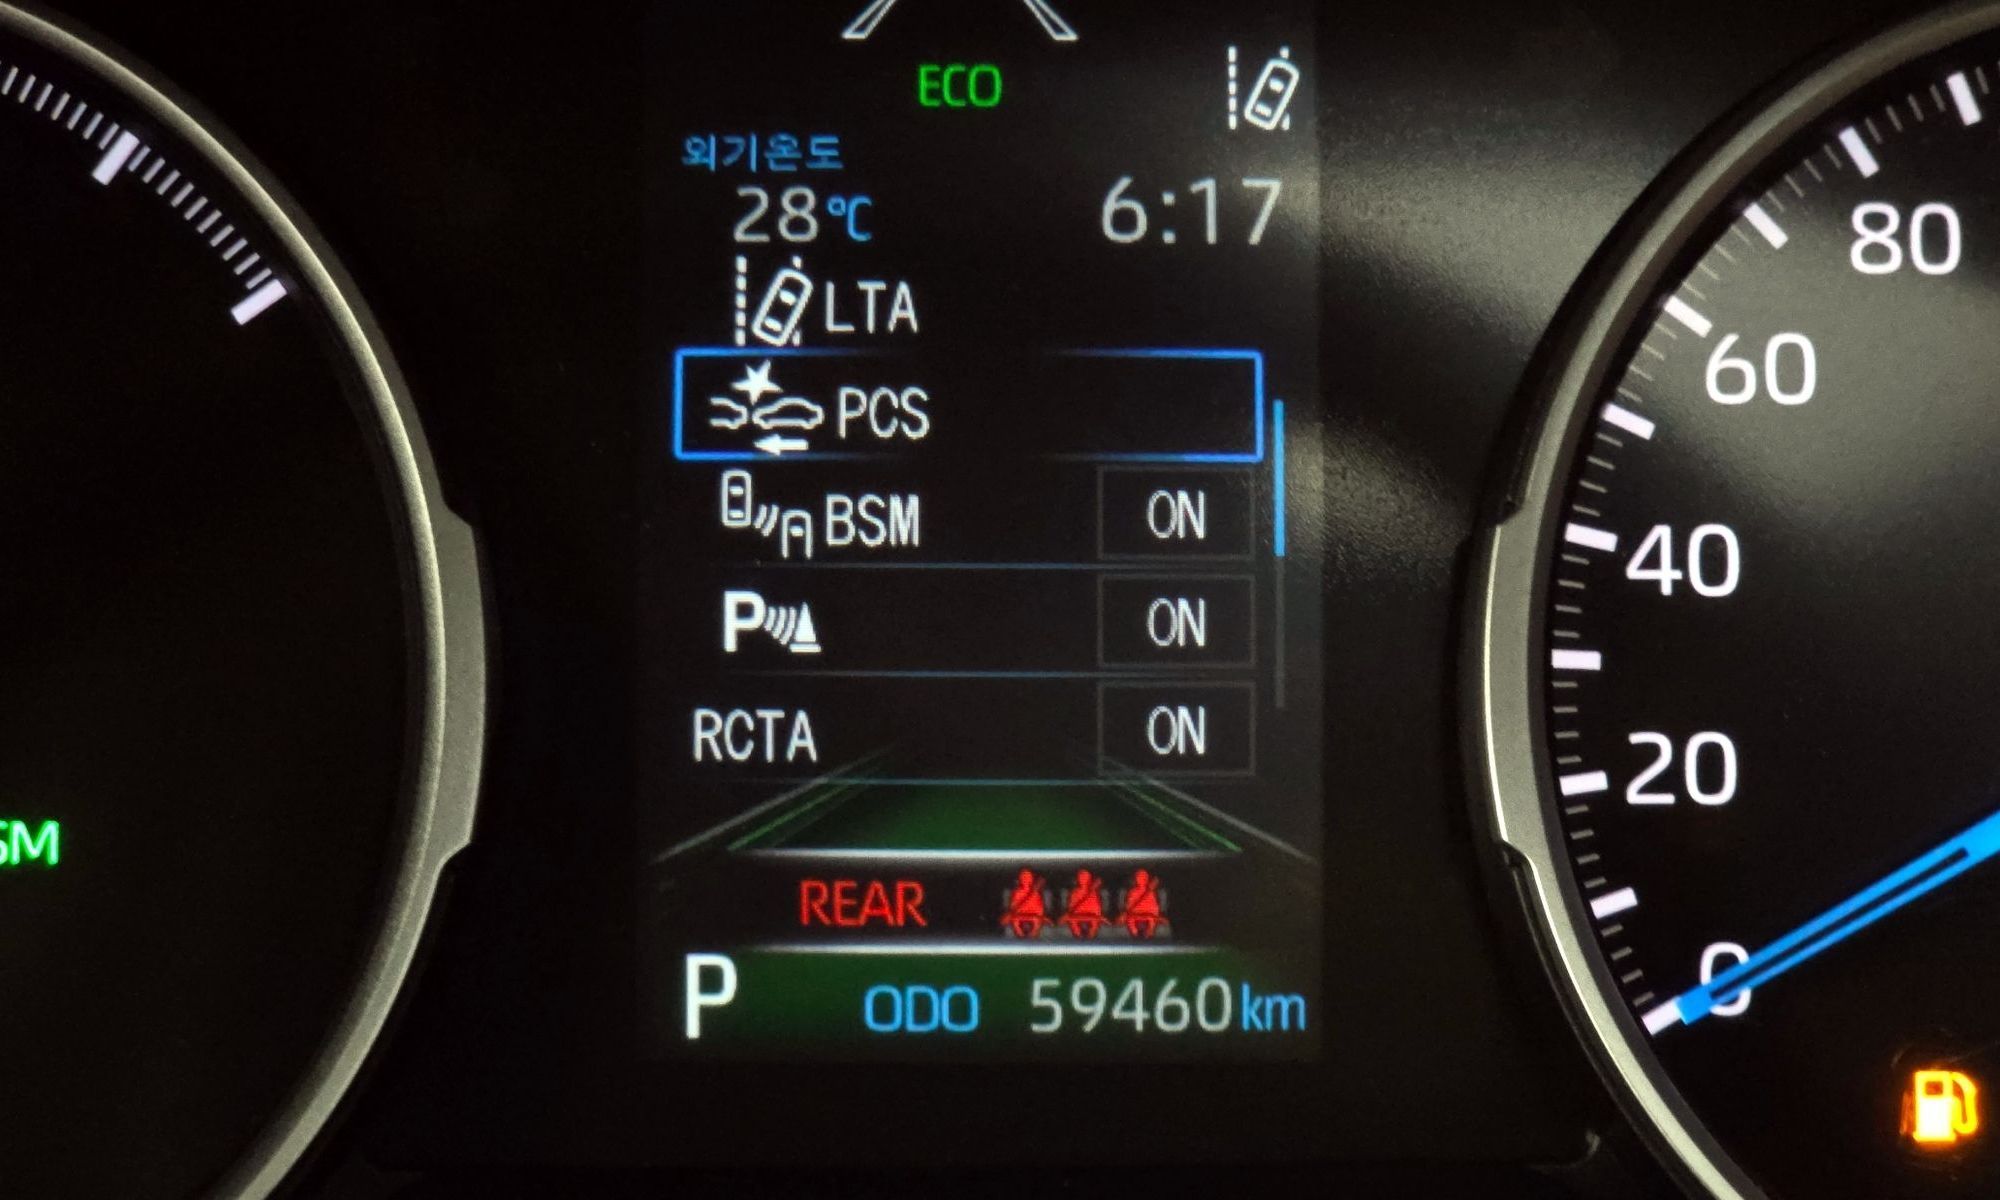 ECO
외기온도
28°C 6:17
LTA
PCS
BSM ON
P ON
RCTA ON
REAR
P ODO 59460km
80
60
40
20
0